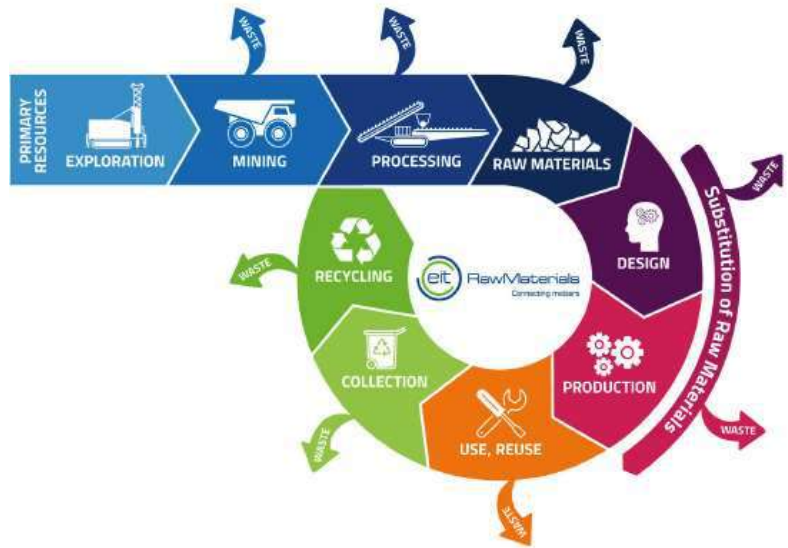 WASTE
WASTE
WASTE
PRIMARY
RESOURCES
EXPLORATION
MINING
PROCESSING
RAW MATERIALS
WASTE
Substitution of Raw Materials
DESIGN
RECYCLING
WASTE
eit RawMaterials
Connecting matters
COLLECTION
PRODUCTION
USE, REUSE
WASTE
WASTE
WASTE